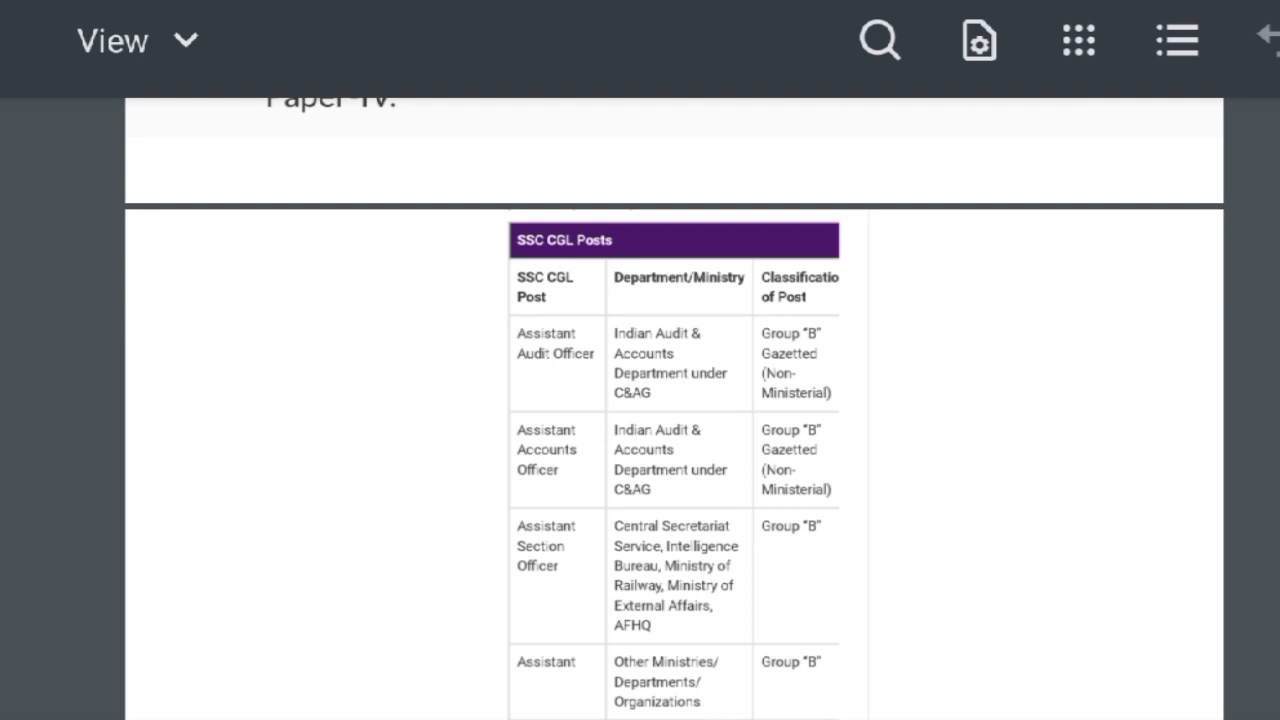 View
Paper-IV.
SSC CGL Posts
SSC CGL
Post
Department/Ministry
Classificatio
of Post
Assistant
Audit Officer
Indian Audit &
Accounts
Department under
C&AG
Group “B”
Gazetted
(Non-
Ministerial)
Assistant
Accounts
Officer
Indian Audit &
Accounts
Department under
C&AG
Group “B”
Gazetted
(Non-
Ministerial)
Assistant
Section
Officer
Central Secretariat
Service, Intelligence
Bureau, Ministry of
Railway, Ministry of
External Affairs,
AFHQ
Group “B”
Assistant
Other Ministries/
Departments/
Organizations
Group “B”